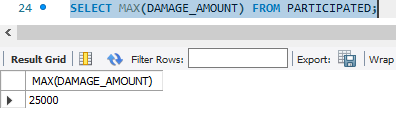 24 SELECT MAX(DAMAGE_AMOUNT) FROM PARTICIPATED;
Result Grid Filter Rows: Export: Wrap
MAX(DAMAGE_AMOUNT)
25000